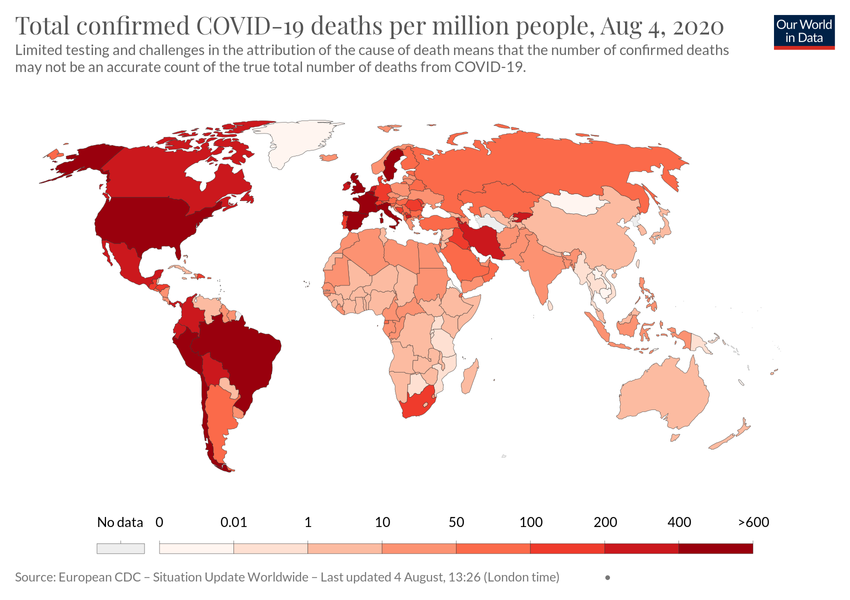 Total confirmed COVID-19 deaths per million people, Aug 4, 2020
Our World
in Data
Limited testing and challenges in the attribution of the cause of death means that the number of confirmed deaths
may not be an accurate count of the true total number of deaths from COVID-19.
No data 0 0.01 1 10 50 100 200 400 >600
Source: European CDC – Situation Update Worldwide – Last updated 4 August, 13:26 (London time) •